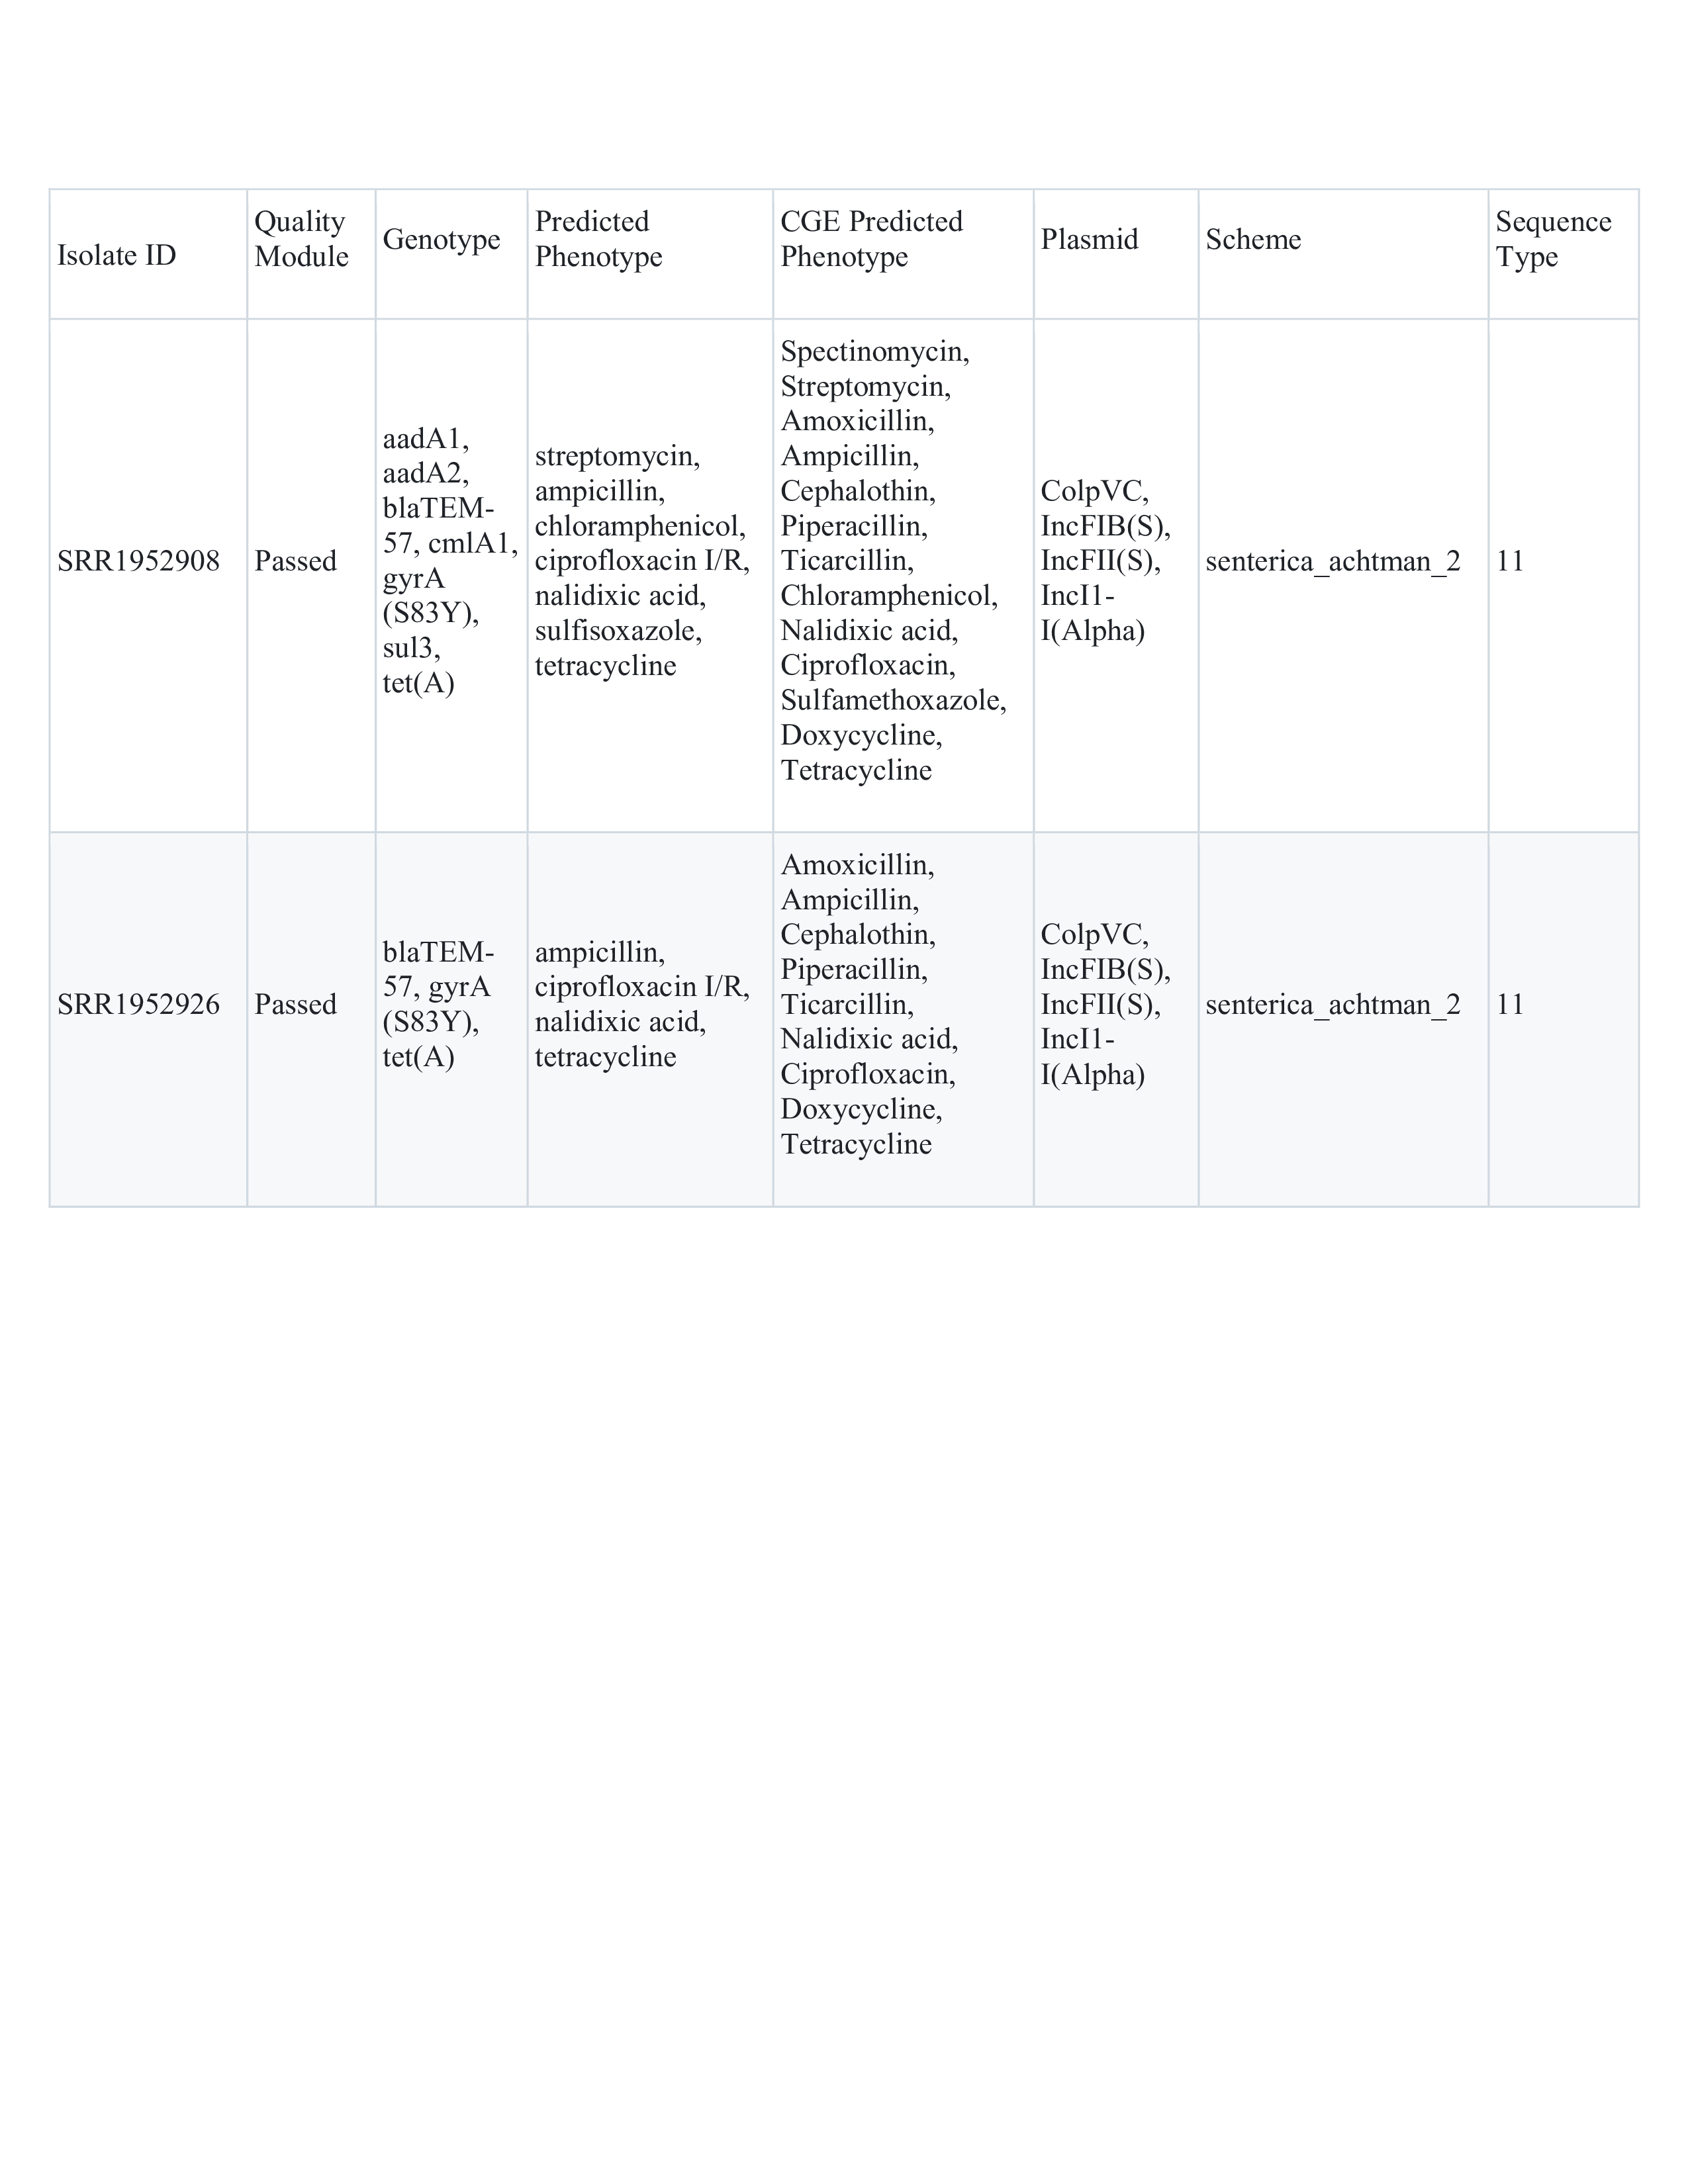 Isolate ID
Quality
Module
Genotype
Predicted
Phenotype
CGE Predicted
Phenotype
Plasmid
Scheme
Sequence
Type
SRR1952908
Passed
aadA1,
aadA2,
blaTEM-
57, cmlA1,
gyrA
(S83Y),
sul3,
tet(A)
streptomycin,
ampicillin,
chloramphenicol,
ciprofloxacin I/R,
nalidixic acid,
sulfisoxazole,
tetracycline
Spectinomycin,
Streptomycin,
Amoxicillin,
Ampicillin,
Cephalothin,
Piperacillin,
Ticarcillin,
Chloramphenicol,
Nalidixic acid,
Ciprofloxacin,
Sulfamethoxazole,
Doxycycline,
Tetracycline
ColpVC,
IncFIB(S),
IncFII(S),
IncI1-
I(Alpha)
senterica_achtman_2
11
SRR1952926
Passed
blaTEM-
57, gyrA
(S83Y),
tet(A)
ampicillin,
ciprofloxacin I/R,
nalidixic acid,
tetracycline
Amoxicillin,
Ampicillin,
Cephalothin,
Piperacillin,
Ticarcillin,
Nalidixic acid,
Ciprofloxacin,
Doxycycline,
Tetracycline
ColpVC,
IncFIB(S),
IncFII(S),
IncI1-
I(Alpha)
senterica_achtman_2
11